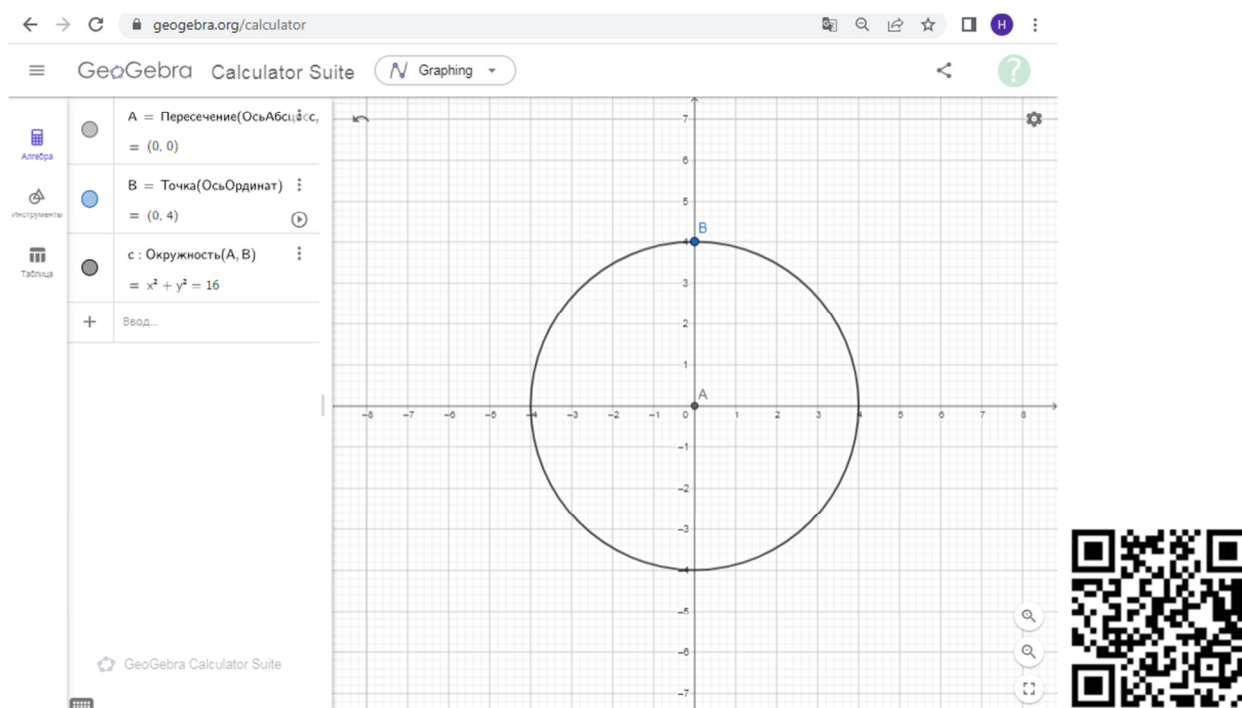 geogebra.org/calculator
H
GeoGebra Calculator Suite
Graphing
?
Алгебра
Инструменты
Таблица
A = Пересечение(ОсьАбсцисс,
= (0, 0)
B = Точка(ОсьОрдинат)
= (0, 4)
c : Окружность(A, B)
= x² + y² = 16
+ Ввод...
GeoGebra Calculator Suite
7
6
5
B
4
3
2
1
A
-8 -7 -6 -5 -4 -3 -2 -1 0 1 2 3 4 5 6 7 8
-1
-2
-3
-4
-5
-6
-7